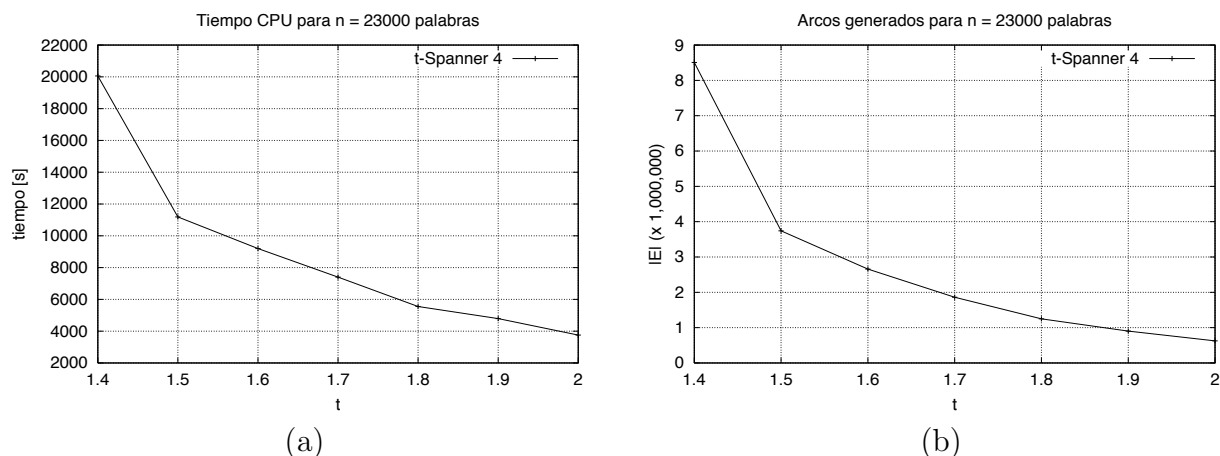 Tiempo CPU para n = 23000 palabras
t-Spanner 4
tiempo [s]
22000
20000
18000
16000
14000
12000
10000
8000
6000
4000
2000
1.4 1.5 1.6 1.7 1.8 1.9 2
t
(a)
Arcos generados para n = 23000 palabras
t-Spanner 4
|E| (x 1,000,000)
9
8
7
6
5
4
3
2
1
0
1.4 1.5 1.6 1.7 1.8 1.9 2
t
(b)